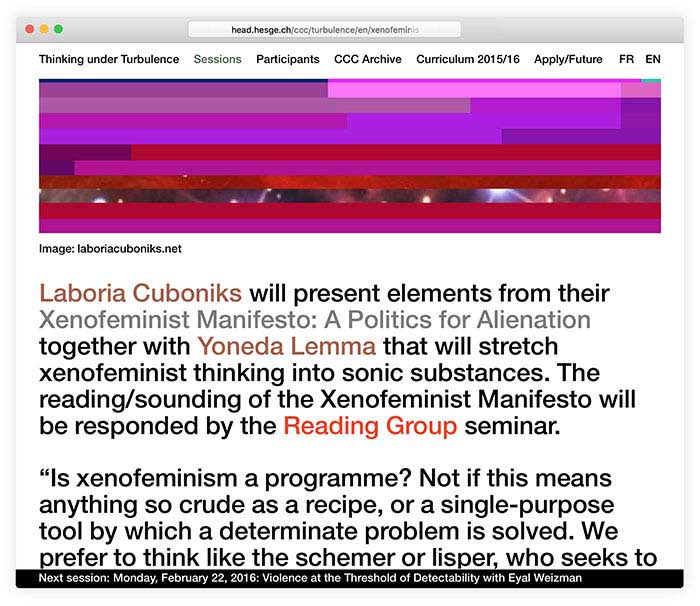 head.hesge.ch/ccc/turbulence/en/xenofeminis
Thinking under Turbulence Sessions Participants CCC Archive Curriculum 2015/16 Apply/Future FR EN
Image: laboriacuboniks.net
Laboria Cuboniks will present elements from their
Xenofeminist Manifesto: A Politics for Alienation
together with Yoneda Lemma that will stretch
xenofeminist thinking into sonic substances. The
reading/sounding of the Xenofeminist Manifesto will
be responded by the Reading Group seminar.
“Is xenofeminism a programme? Not if this means
anything so crude as a recipe, or a single-purpose
tool by which a determinate problem is solved. We
prefer to think like the schemer or lisper, who seeks to
Next session: Monday, February 22, 2016: Violence at the Threshold of Detectability with Eyal Weizman